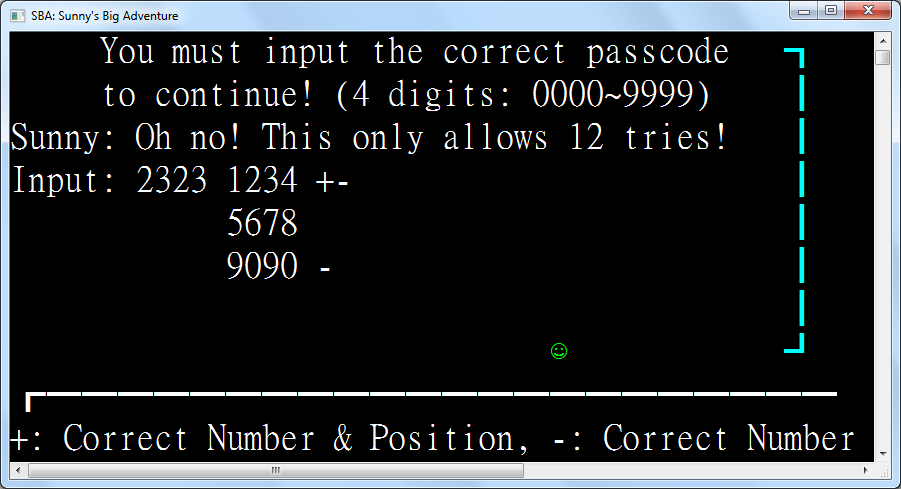 SBA: Sunny's Big Adventure
You must input the correct passcode
to continue! (4 digits: 0000~9999)
Sunny: Oh no! This only allows 12 tries!
Input: 2323 1234 +-
5678
9090 -
+: Correct Number & Position, -: Correct Number